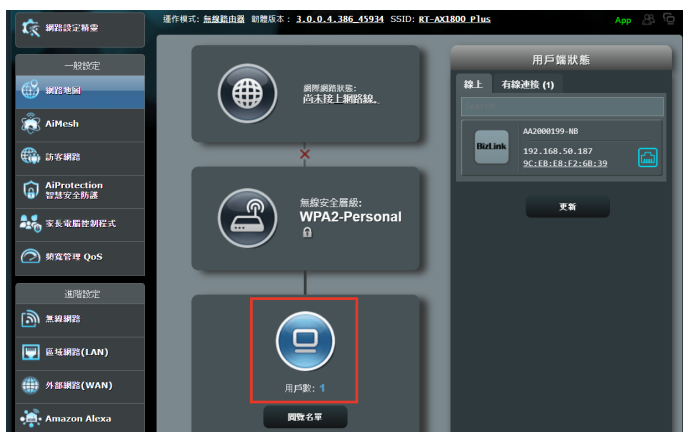 網路設定精靈
運作模式: 無線路由器 韌體版本: 3.0.0.4.386_45934 SSID: RT-AX1800 Plus
App
一般設定
網路地圖
AiMesh
訪客網路
AiProtection
智慧安全防護
家長電腦控制程式
頻寬管理 QoS
進階設定
無線網路
區域網路(LAN)
外部網路(WAN)
Amazon Alexa
網際網路狀態:
尚未接上網路線。
無線安全層級:
WPA2-Personal
用戶數: 1
閱覽名單
用戶端狀態
線上 有線連接 (1)
Search
BizLink
AA2000199-NB
192.168.50.187
9C:EB:E8:F2:6B:39
更新